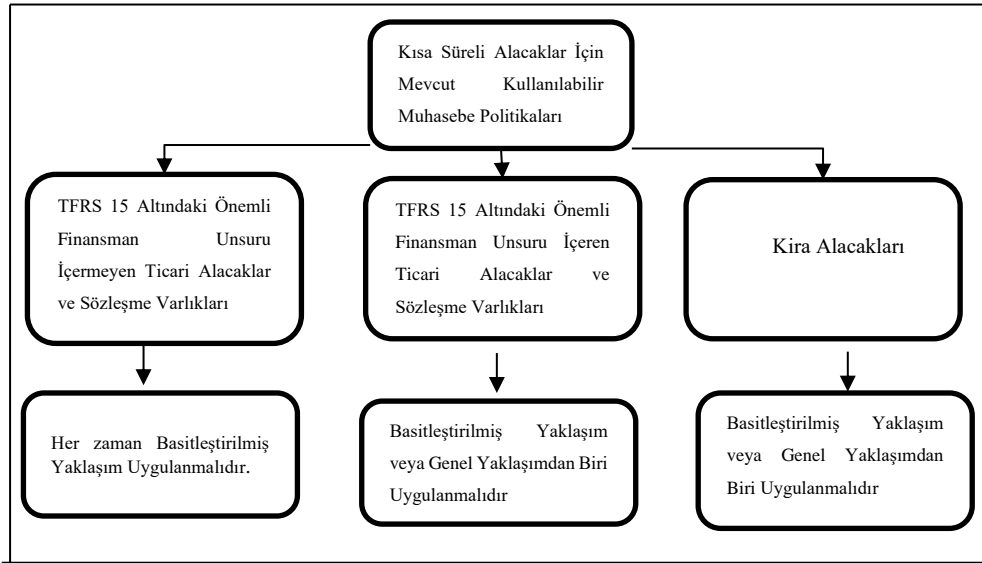 Kısa Süreli Alacaklar İçin
Mevcut Kullanılabilir
Muhasebe Politikaları
TFRS 15 Altındaki Önemli
Finansman Unsuru
İçermeyen Ticari Alacaklar
ve Sözleşme Varlıkları
TFRS 15 Altındaki Önemli
Finansman Unsuru İçeren
Ticari Alacaklar ve
Sözleşme Varlıkları
Kira Alacakları
Her zaman Basitleştirilmiş
Yaklaşım Uygulanmalıdır.
Basitleştirilmiş Yaklaşım
veya Genel Yaklaşımdan Biri
Uygulanmalıdır
Basitleştirilmiş Yaklaşım
veya Genel Yaklaşımdan
Biri Uygulanmalıdır